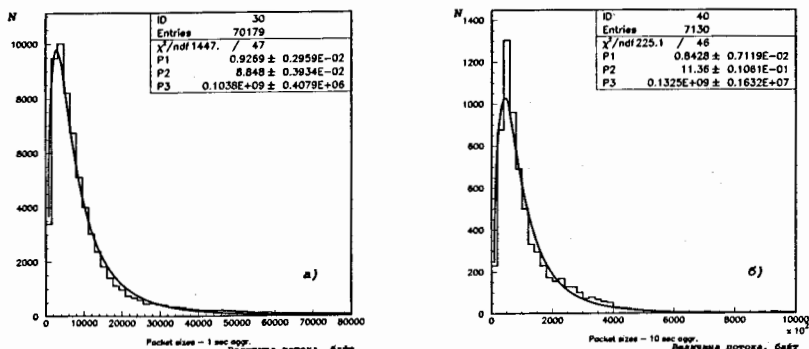 N
ID 30
Entries 70179
χ²/ndf 1447. / 47
P1 0.9269 ± 0.2959E-02
P2 8.848 ± 0.3934E-02
P3 0.1038E+09 ± 0.4079E+06
10000
8000
6000
4000
2000
0
а)
0 10000 20000 30000 40000 50000 60000 70000 80000
Packet sizes - 1 sec aggr.
Величина потока, байт
N
ID 40
Entries 7130
χ²/ndf 225.1 / 46
P1 0.8428 ± 0.7119E-02
P2 11.36 ± 0.1061E-01
P3 0.1325E+09 ± 0.1632E+07
1400
1200
1000
800
600
400
200
0
б)
0 2000 4000 6000 8000 10000
Packet sizes - 10 sec aggr.
Величина потока, байт